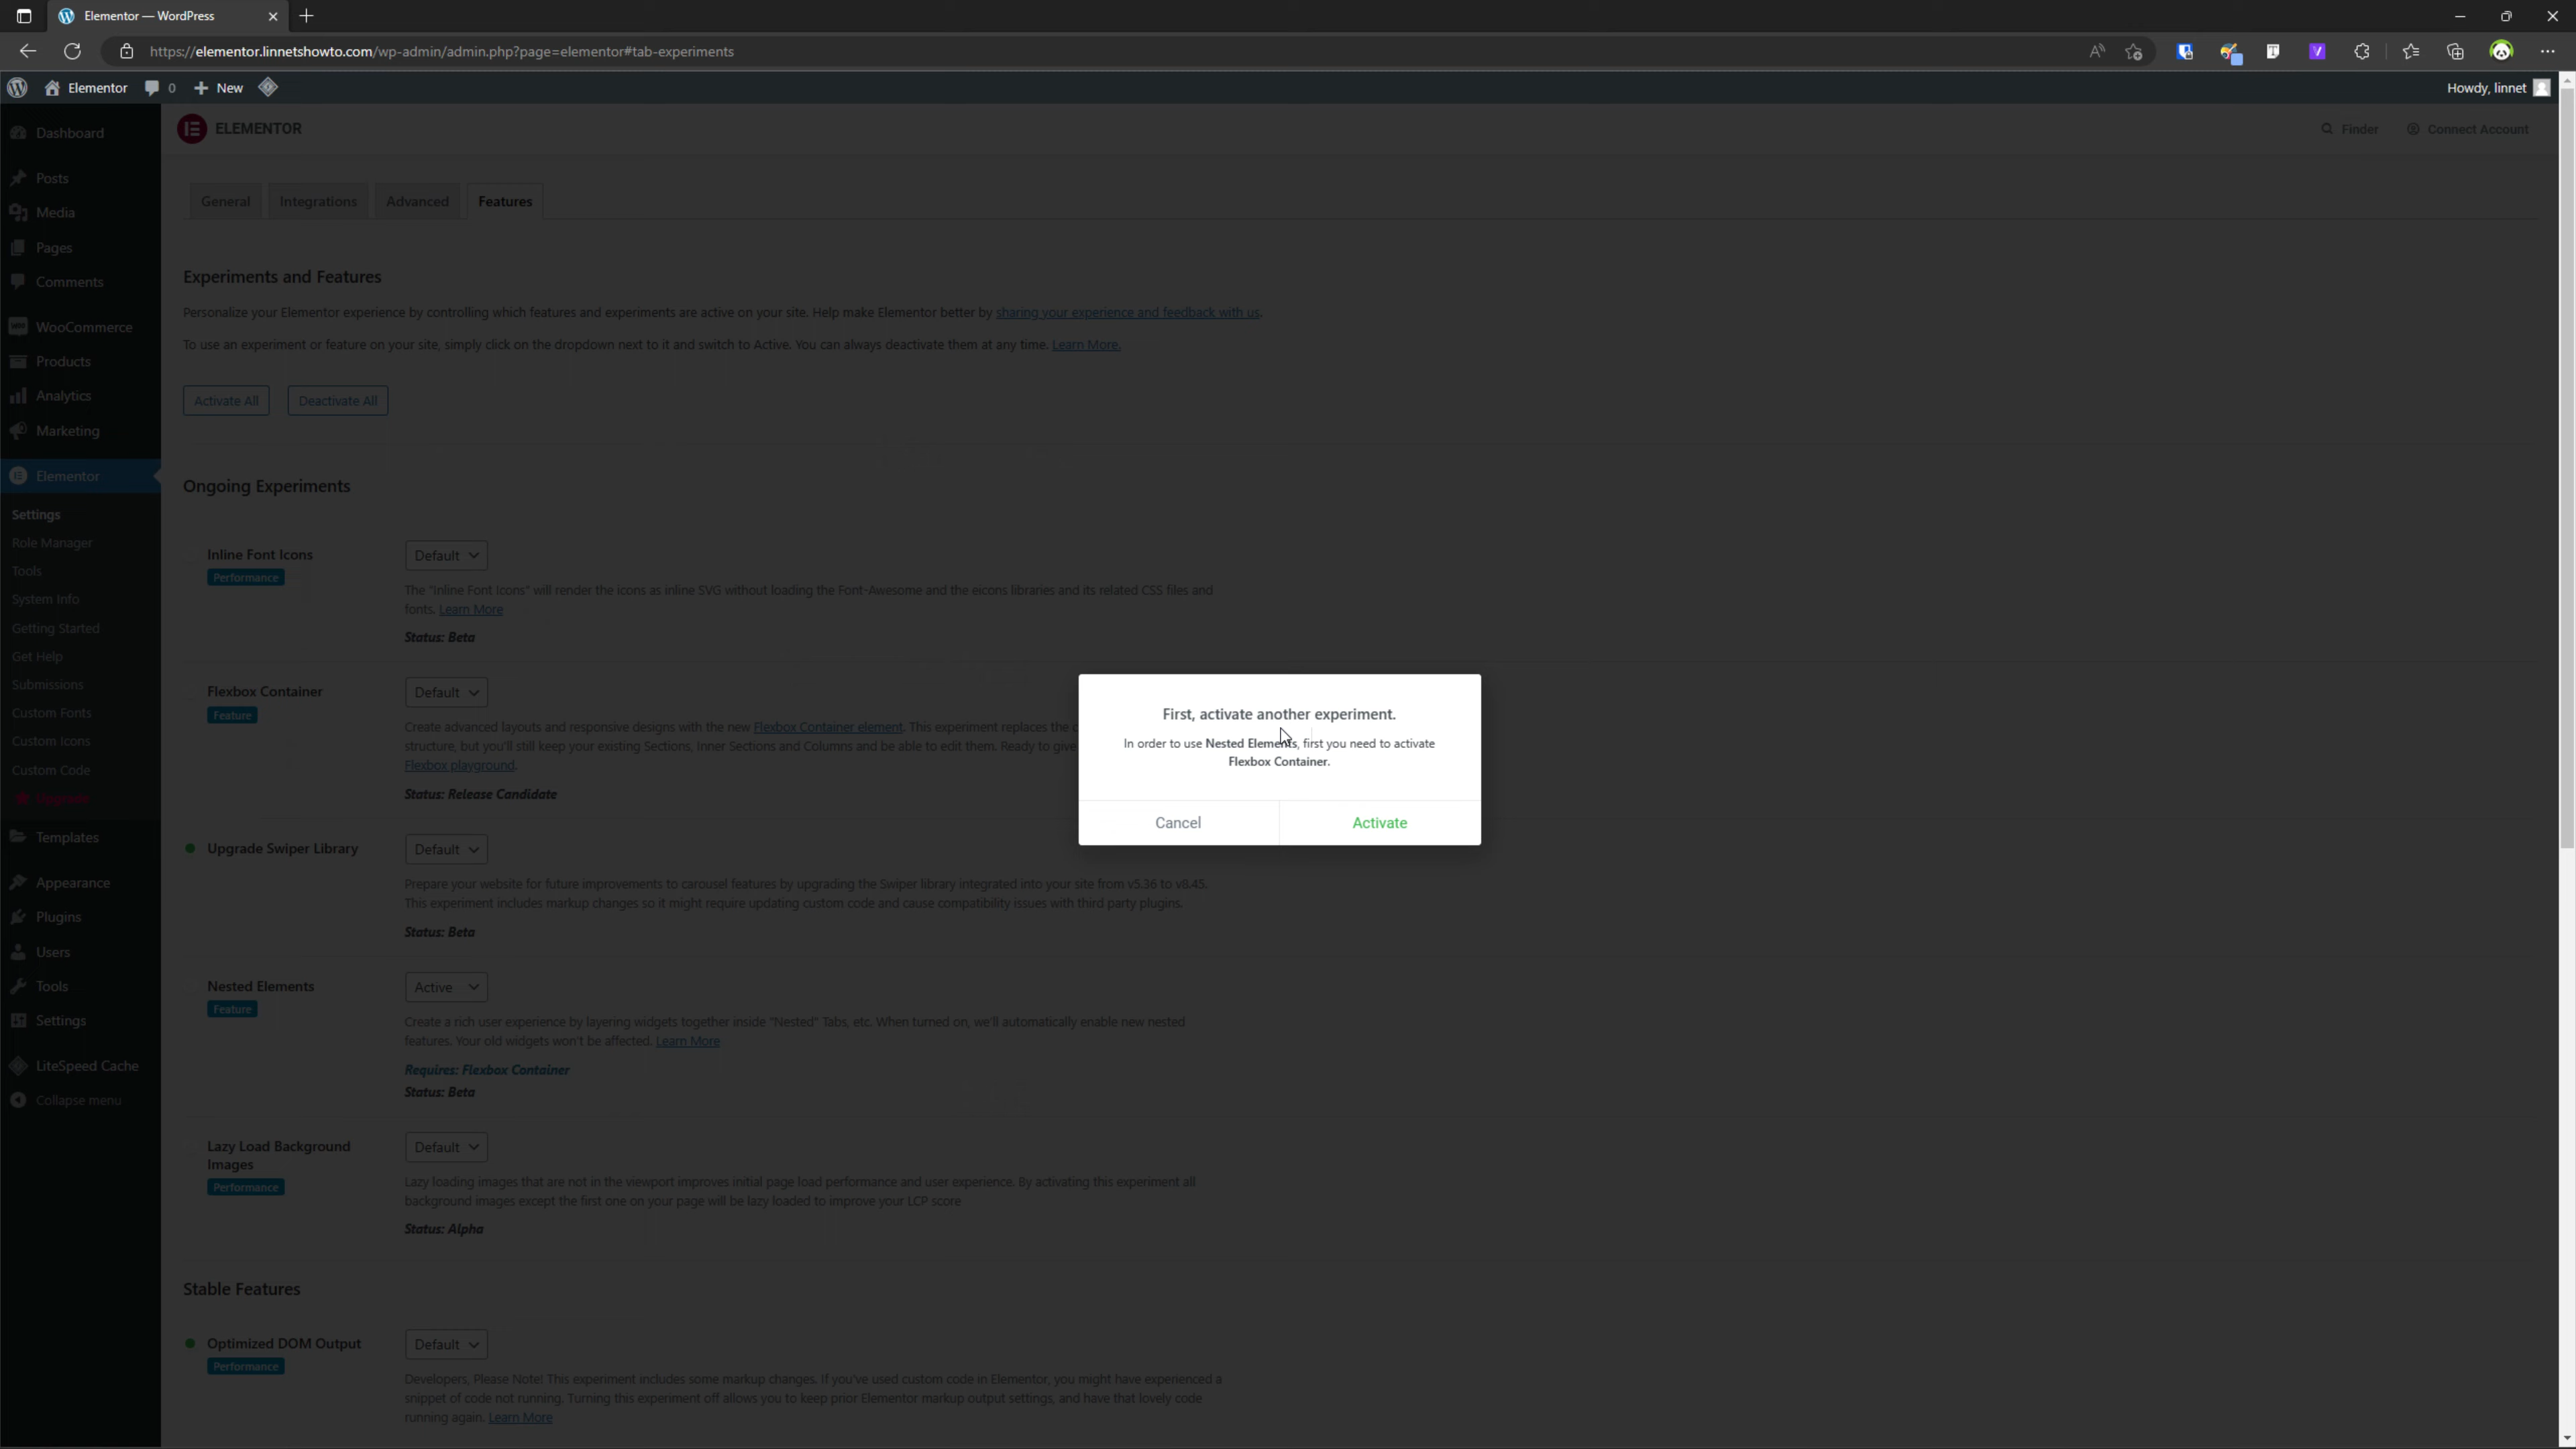 Elementor — WordPress
https://elementor.linnetshowto.com/wp-admin/admin.php?page=elementor#tab-experiments
Elementor
0
New
Howdy, linnet
Dashboard
Posts
Media
Pages
Comments
WooCommerce
Products
Analytics
Marketing
Elementor
Settings
Role Manager
Tools
System Info
Getting Started
Get Help
Submissions
Custom Fonts
Custom Icons
Custom Code
Upgrade
Templates
Appearance
Plugins
Users
Tools
Settings
LiteSpeed Cache
Collapse menu
ELEMENTOR
Finder
Connect Account
General
Integrations
Advanced
Features
Experiments and Features
Personalize your Elementor experience by controlling which features and experiments are active on your site. Help make Elementor better by sharing your experience and feedback with us.
To use an experiment or feature on your site, simply click on the dropdown next to it and switch to Active. You can always deactivate them at any time. Learn More.
Activate All
Deactivate All
Ongoing Experiments
Inline Font Icons
Performance
Default
The "Inline Font Icons" will render the icons as inline SVG without loading the Font-Awesome and the eicons libraries and its related CSS files and
fonts. Learn More
Status: Beta
Flexbox Container
Feature
Default
Create advanced layouts and responsive designs with the new Flexbox Container element. This experiment replaces the c
structure, but you'll still keep your existing Sections, Inner Sections and Columns and be able to edit them. Ready to give
Flexbox playground.
Status: Release Candidate
First, activate another experiment.
In order to use Nested Elements, first you need to activate
Flexbox Container.
Cancel
Activate
Upgrade Swiper Library
Default
Prepare your website for future improvements to carousel features by upgrading the Swiper library integrated into your site from v5.36 to v8.45.
This experiment includes markup changes so it might require updating custom code and cause compatibility issues with third party plugins.
Status: Beta
Nested Elements
Feature
Active
Create a rich user experience by layering widgets together inside "Nested" Tabs, etc. When turned on, we'll automatically enable new nested
features. Your old widgets won't be affected. Learn More
Requires: Flexbox Container
Status: Beta
Lazy Load Background
Images
Performance
Default
Lazy loading images that are not in the viewport improves initial page load performance and user experience. By activating this experiment all
background images except the first one on your page will be lazy loaded to improve your LCP score
Status: Alpha
Stable Features
Optimized DOM Output
Performance
Default
Developers, Please Note! This experiment includes some markup changes. If you've used custom code in Elementor, you might have experienced a
snippet of code not running. Turning this experiment off allows you to keep prior Elementor markup output settings, and have that lovely code
running again. Learn More